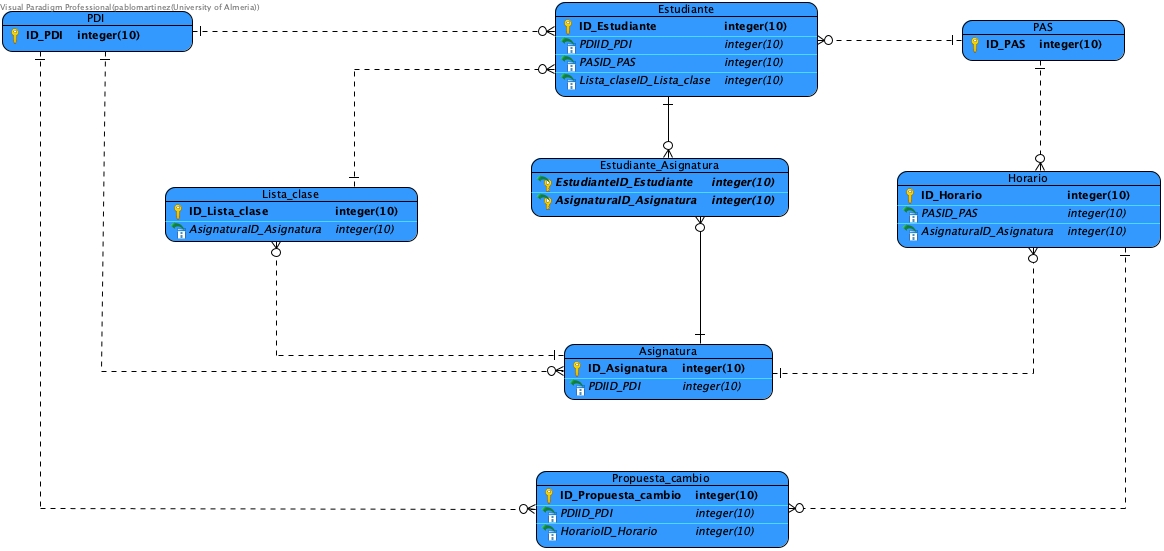 Visual Paradigm Professional(pablomartinez(University of Almeria))
PDI
ID_PDI integer(10)
Estudiante
ID_Estudiante integer(10)
PDIID_PDI integer(10)
PASID_PAS integer(10)
Lista_claseID_Lista_clase integer(10)
PAS
ID_PAS integer(10)
Estudiante_Asignatura
EstudianteID_Estudiante integer(10)
AsignaturaID_Asignatura integer(10)
Lista_clase
ID_Lista_clase integer(10)
AsignaturaID_Asignatura integer(10)
Horario
ID_Horario integer(10)
PASID_PAS integer(10)
AsignaturaID_Asignatura integer(10)
Asignatura
ID_Asignatura integer(10)
PDIID_PDI integer(10)
Propuesta_cambio
ID_Propuesta_cambio integer(10)
PDIID_PDI integer(10)
HorarioID_Horario integer(10)